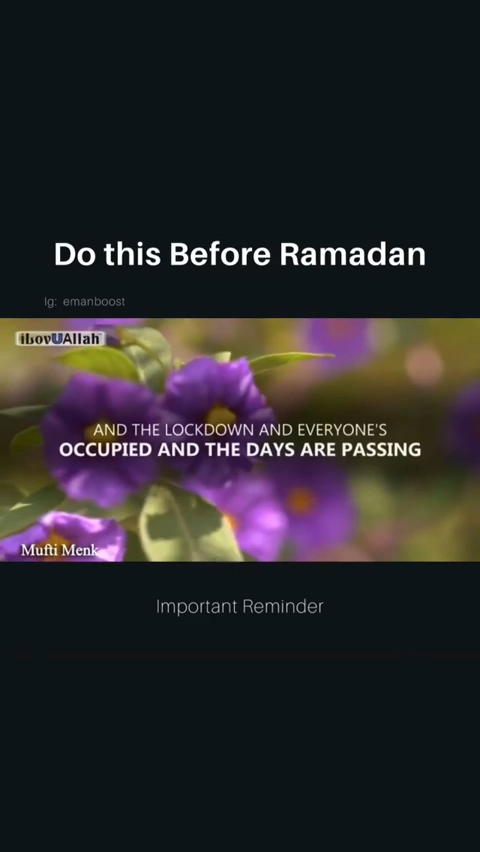 Do this Before Ramadan
Ig: emanboost
iLovUAllah
AND THE LOCKDOWN AND EVERYONE'S
OCCUPIED AND THE DAYS ARE PASSING
Mufti Menk
Important Reminder